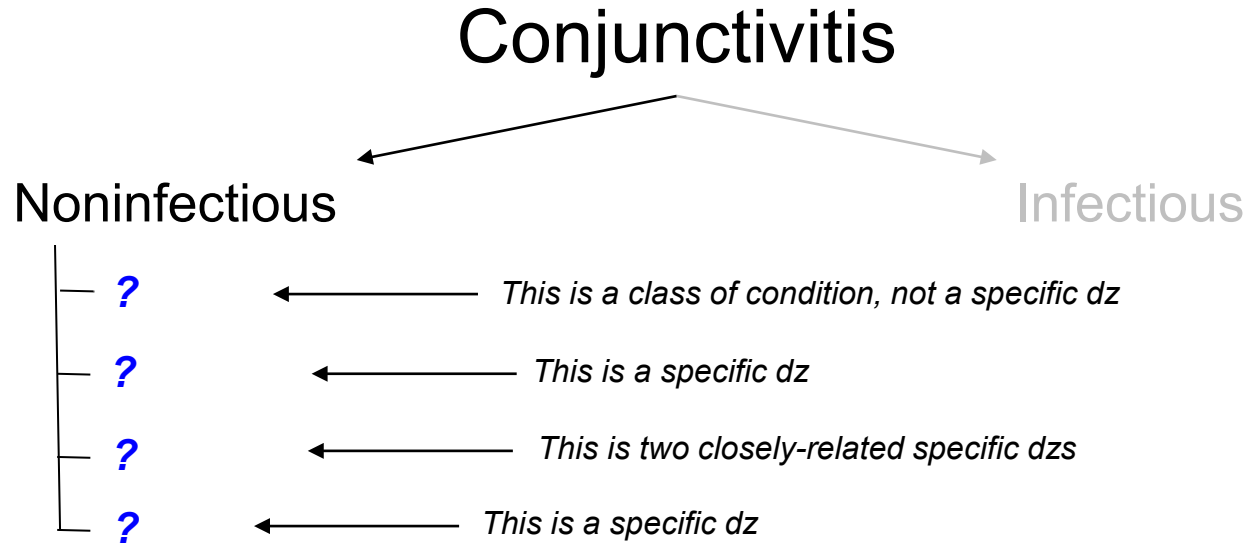 Conjunctivitis
Noninfectious
Infectious
? This is a class of condition, not a specific dz
? This is a specific dz
? This is two closely-related specific dzs
? This is a specific dz